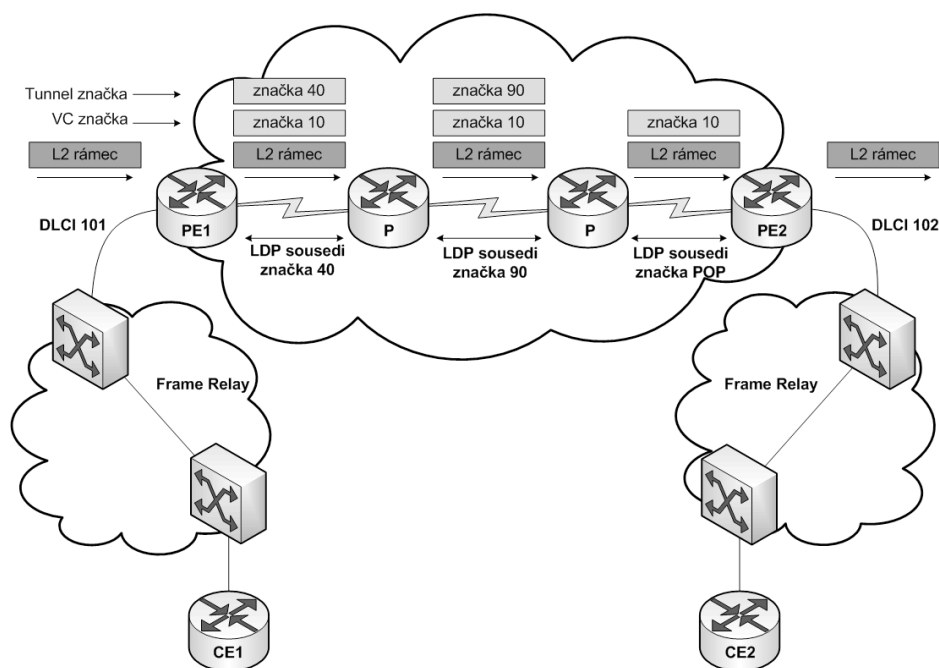 Tunnel značka
značka 40
značka 90
VC značka
značka 10
značka 10
značka 10
L2 rámec
L2 rámec
L2 rámec
L2 rámec
L2 rámec
PE1
P
P
PE2
DLCI 101
LDP sousedi
značka 40
LDP sousedi
značka 90
LDP sousedi
značka POP
DLCI 102
Frame Relay
Frame Relay
CE1
CE2